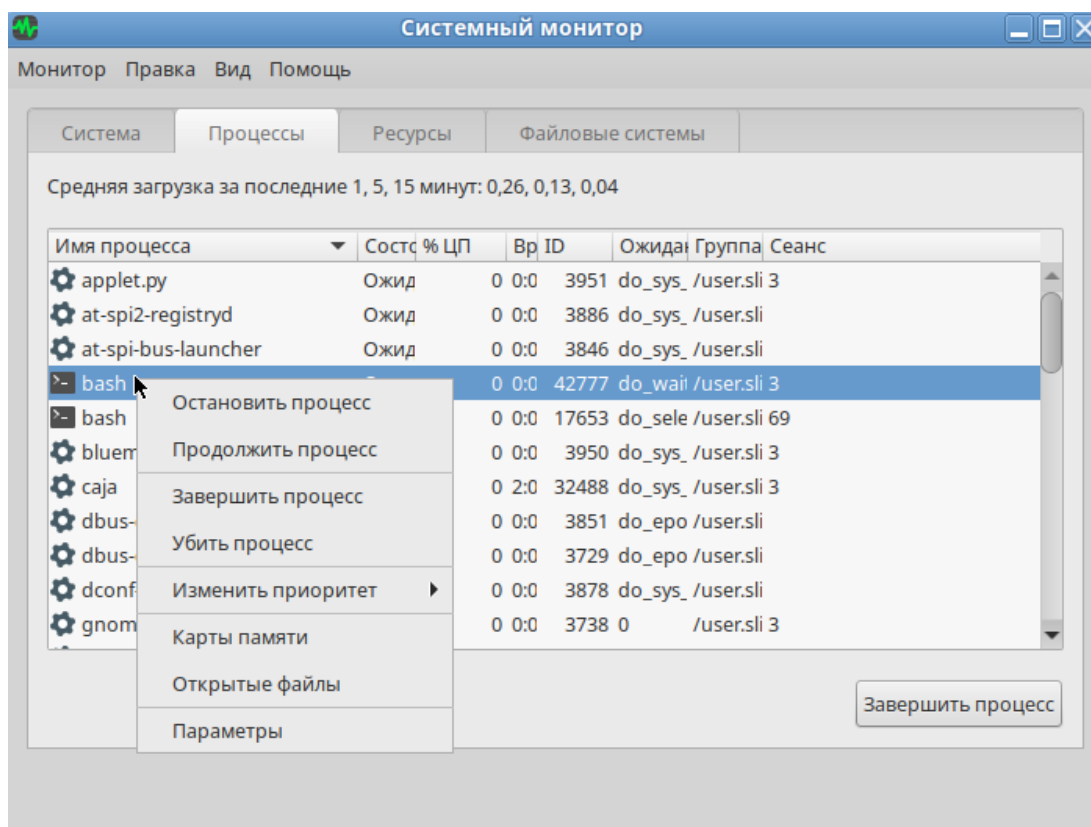 Системный монитор
Монитор Правка Вид Помощь
Система Процессы Ресурсы Файловые системы
Средняя загрузка за последние 1, 5, 15 минут: 0,26, 0,13, 0,04
Имя процесса Состо % ЦП Вр ID Ожидан Группа Сеанс
applet.py Ожид 0 0:0 3951 do_sys_ /user.sli 3
at-spi2-registryd Ожид 0 0:0 3886 do_sys_ /user.sli
at-spi-bus-launcher Ожид 0 0:0 3846 do_sys_ /user.sli
bash 0 0:0 42777 do_wait /user.sli 3
bash 0 0:0 17653 do_sele /user.sli 69
bluem 0 0:0 3950 do_sys_ /user.sli 3
caja 0 2:0 32488 do_sys_ /user.sli 3
dbus- 0 0:0 3851 do_epo /user.sli
dbus- 0 0:0 3729 do_epo /user.sli
dconf- 0 0:0 3878 do_sys_ /user.sli
gnom 0 0:0 3738 0 /user.sli 3
Остановить процесс
Продолжить процесс
Завершить процесс
Убить процесс
Изменить приоритет
Карты памяти
Открытые файлы
Параметры
Завершить процесс